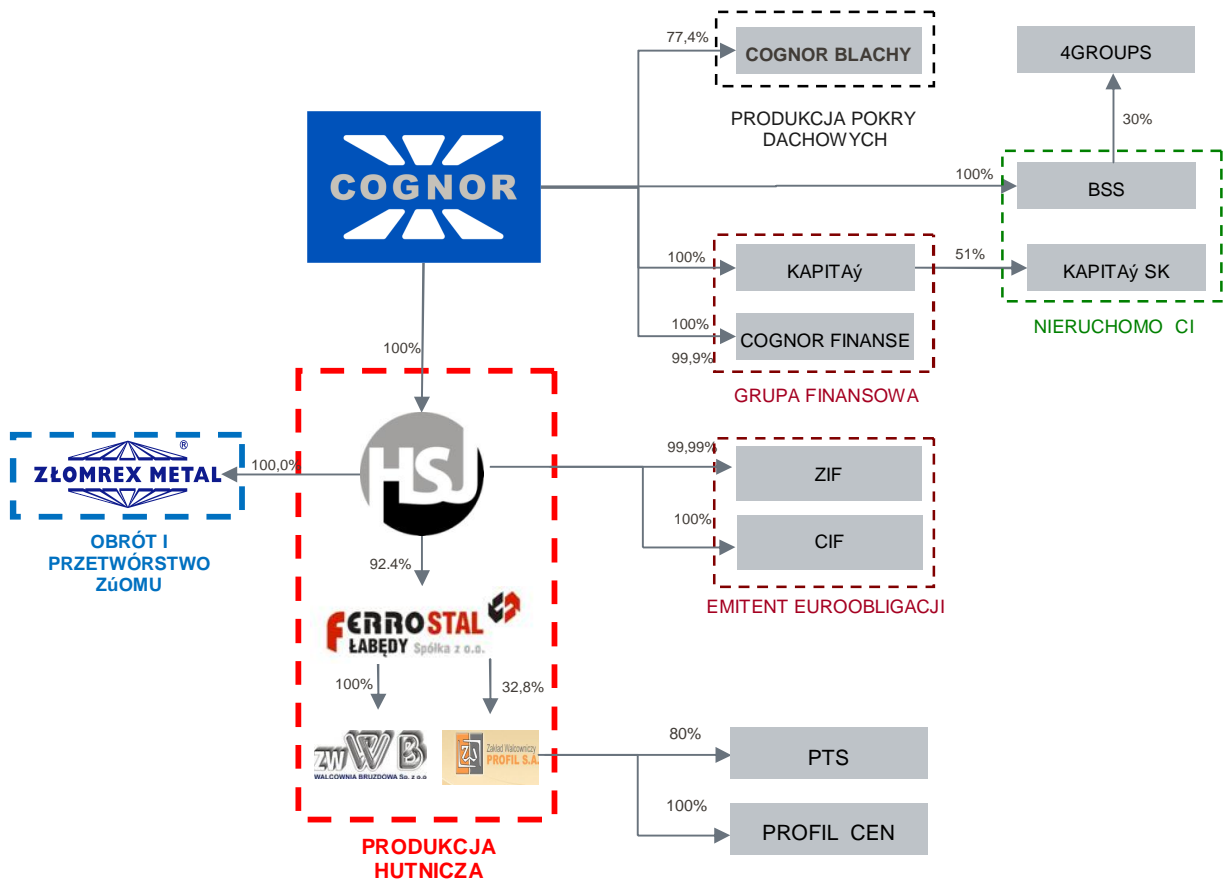 77,4%
COGNOR BLACHY
4GROUPS
PRODUKCJA POKRY
DACHOWYCH
30%
COGNOR
100%
BSS
100%
KAPITAý
51%
KAPITAý SK
NIERUCHOMO CI
100%
COGNOR FINANSE
99,9%
GRUPA FINANSOWA
100%
ZŁOMREX METAL®
100,0%
HSJ
99,99%
ZIF
100%
CIF
EMITENT EUROOBLIGACJI
OBRÓT I
PRZETWÓRSTWO
ZúOMU
92.4%
FERROSTAL
ŁABĘDY Spółka z o.o.
100%
32,8%
ZWWB
WALCOWNIA BRUZDOWA Sp. z o.o
Zakład Walcowniczy
PROFIL S.A.
80%
PTS
100%
PROFIL CEN
PRODUKCJA
HUTNICZA